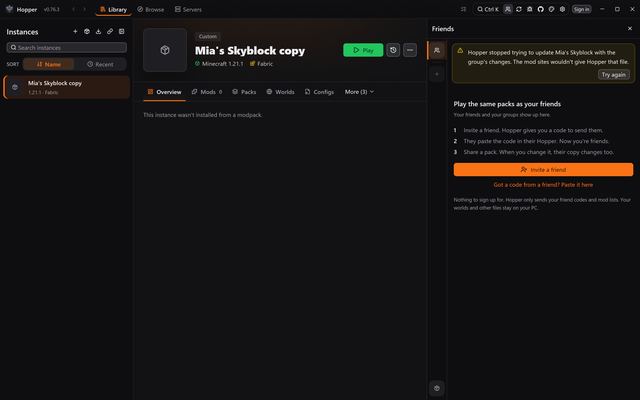 Hopper v0.76.3 Library Browse Servers Ctrl K Sign in
Instances
Search instances
SORT Name Recent
Mia's Skyblock copy
1.21.1 · Fabric
Custom
Mia's Skyblock copy
Minecraft 1.21.1 Fabric
Play
Overview Mods 0 Packs Worlds Configs More (3)
This instance wasn't installed from a modpack.
Friends
Hopper stopped trying to update Mia's Skyblock with the
group's changes. The mod sites wouldn't give Hopper that file.
Try again
Play the same packs as your friends
Your friends and your groups show up here.
1 Invite a friend. Hopper gives you a code to send them.
2 They paste the code in their Hopper. Now you're friends.
3 Share a pack. When you change it, their copy changes too.
Invite a friend
Got a code from a friend? Paste it here
Nothing to sign up for. Hopper only sends your friend codes and mod lists. Your
worlds and other files stay on your PC.